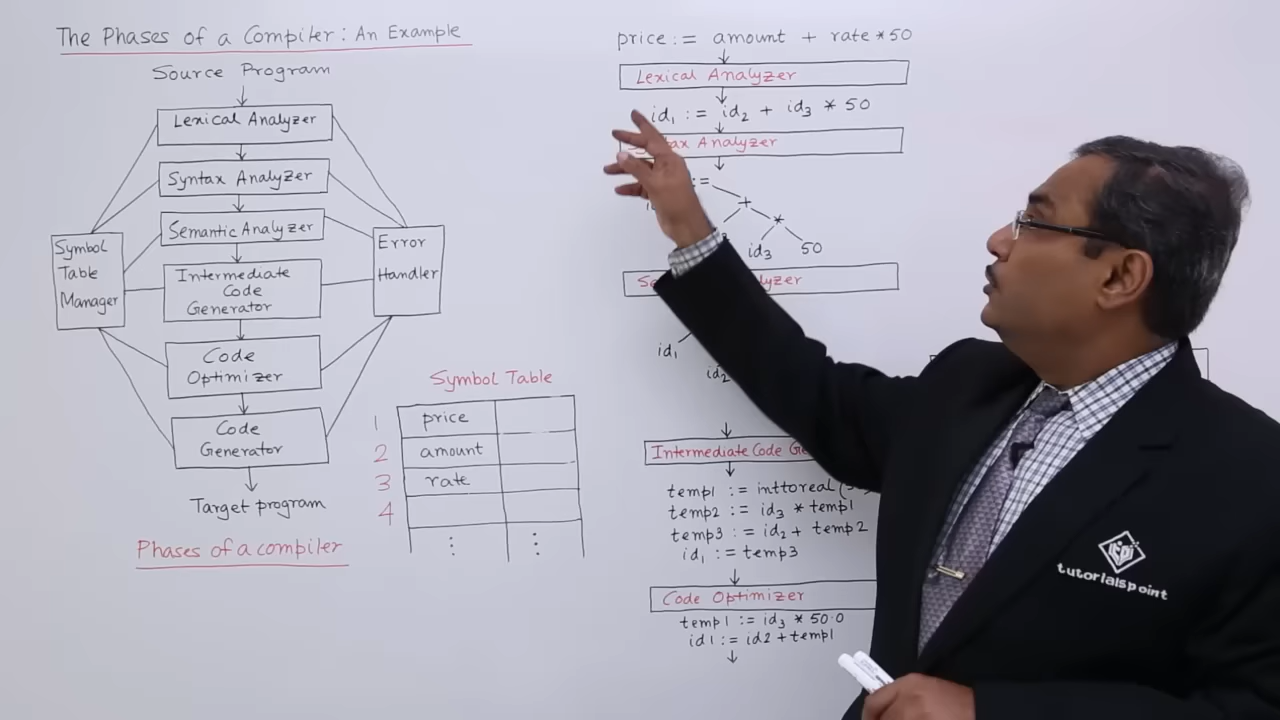 The Phases of a Compiler: An Example
Source Program
Lexical Analyzer
Syntax Analyzer
Semantic Analyzer
Symbol
Table
Manager
Error
Handler
Intermediate
Code
Generator
Code
Optimizer
Code
Generator
Target program
Phases of a compiler
Symbol Table
1 price
2 amount
3 rate
4
⋮ ⋮
price := amount + rate * 50
Lexical Analyzer
id₁ := id₂ + id₃ * 50
Analyzer
:=
+
*
id₃ 50
id₁
id₂
Intermediate Code
temp1 := inttoreal (
temp2 := id₃ * temp1
temp3 := id₂ + temp2
id₁ := temp3
Code Optimizer
temp1 := id₃ * 50.0
id1 := id2 + temp1
tutorialspoint